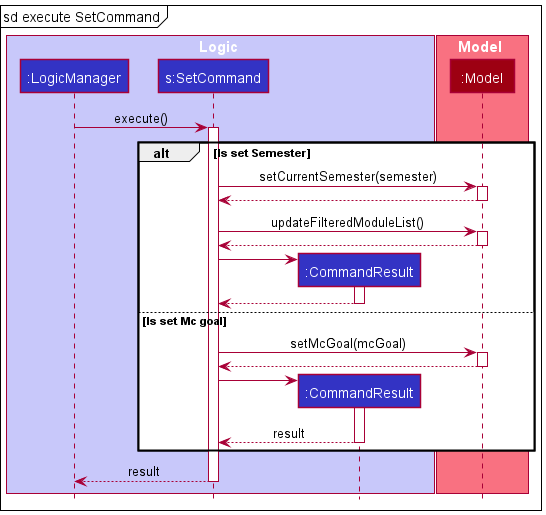 sd execute SetCommand
Logic
Model
:LogicManager
s:SetCommand
:Model
execute()
alt
[Is set Semester]
setCurrentSemester(semester)
updateFilteredModuleList()
:CommandResult
[Is set Mc goal]
setMcGoal(mcGoal)
:CommandResult
result
result